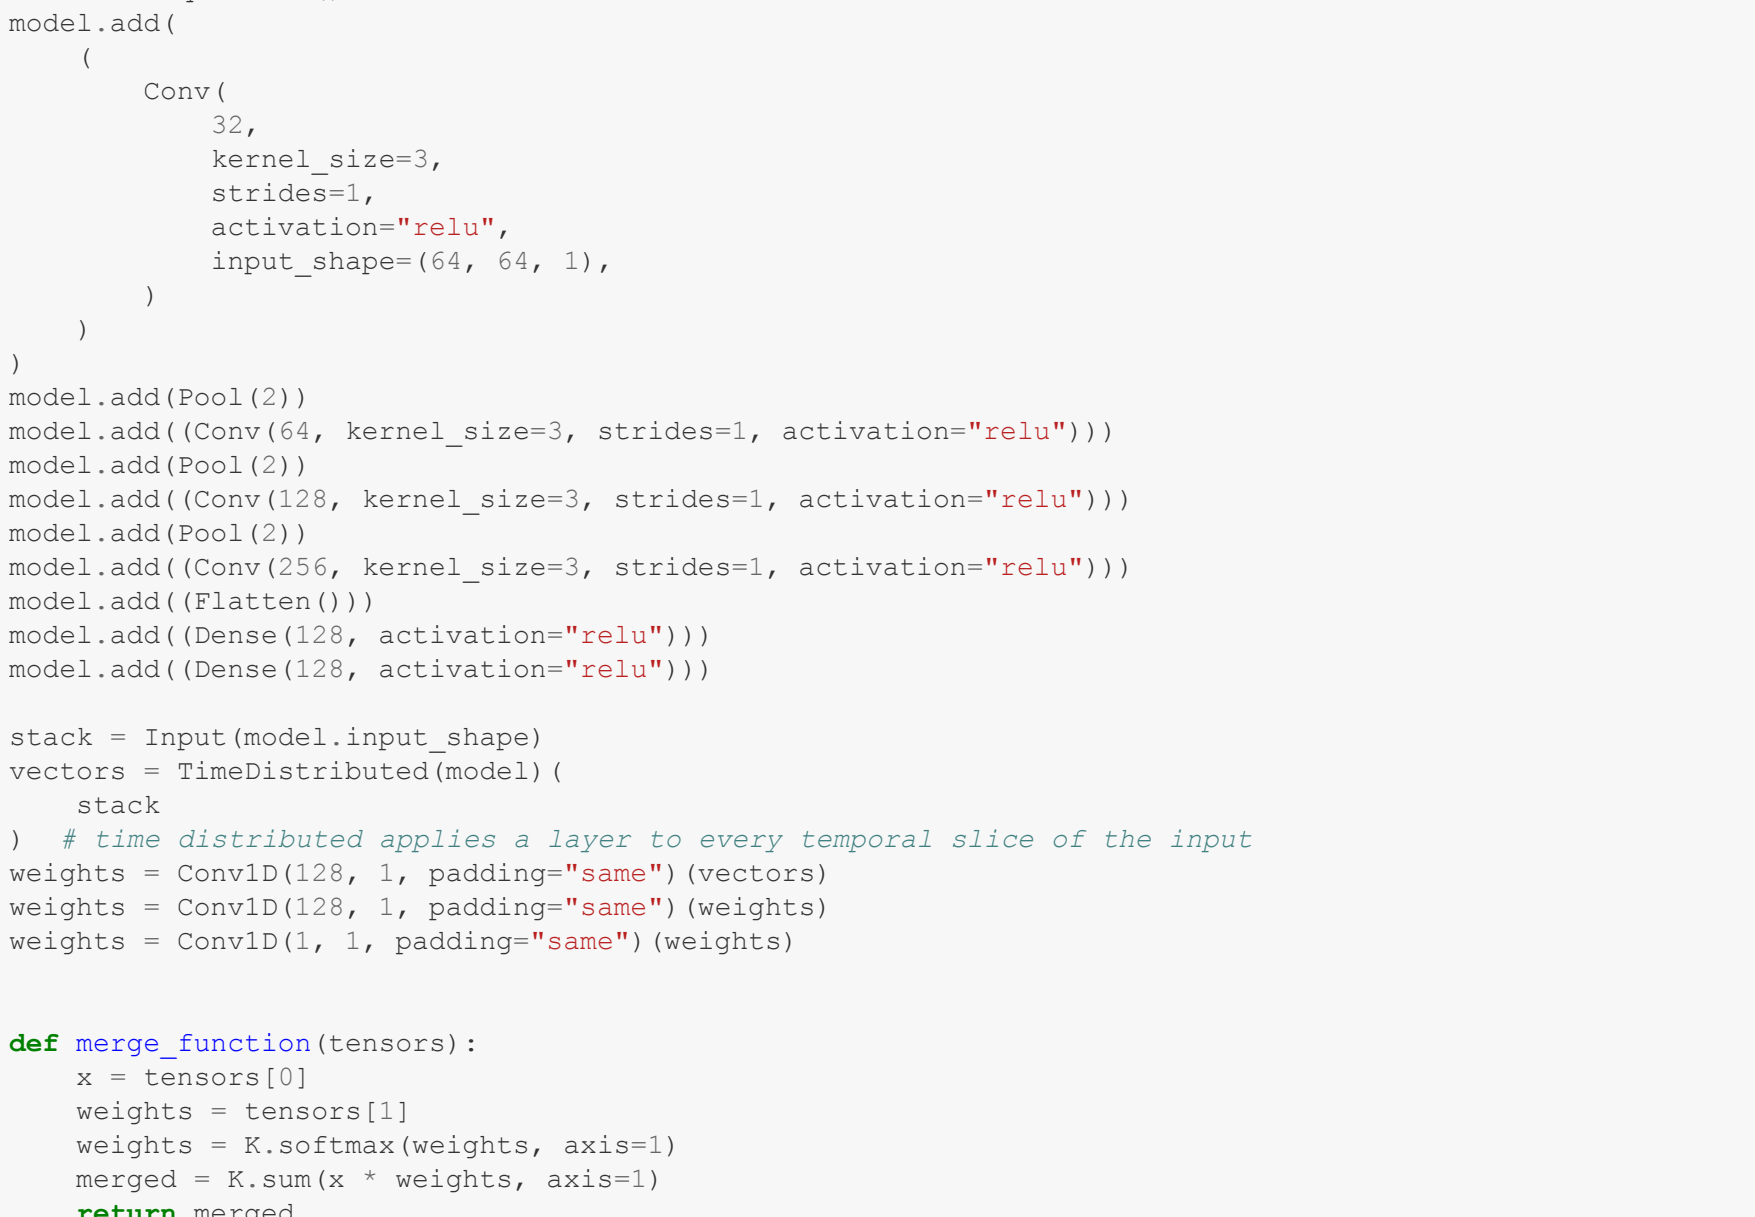 model.add(
    (
        Conv(
            32,
            kernel_size=3,
            strides=1,
            activation="relu",
            input_shape=(64, 64, 1),
        )
    )
)
model.add(Pool(2))
model.add((Conv(64, kernel_size=3, strides=1, activation="relu")))
model.add(Pool(2))
model.add((Conv(128, kernel_size=3, strides=1, activation="relu")))
model.add(Pool(2))
model.add((Conv(256, kernel_size=3, strides=1, activation="relu")))
model.add((Flatten()))
model.add((Dense(128, activation="relu")))
model.add((Dense(128, activation="relu")))

stack = Input(model.input_shape)
vectors = TimeDistributed(model)(
    stack
)  # time distributed applies a layer to every temporal slice of the input
weights = Conv1D(128, 1, padding="same")(vectors)
weights = Conv1D(128, 1, padding="same")(weights)
weights = Conv1D(1, 1, padding="same")(weights)


def merge_function(tensors):
    x = tensors[0]
    weights = tensors[1]
    weights = K.softmax(weights, axis=1)
    merged = K.sum(x * weights, axis=1)
    return merged